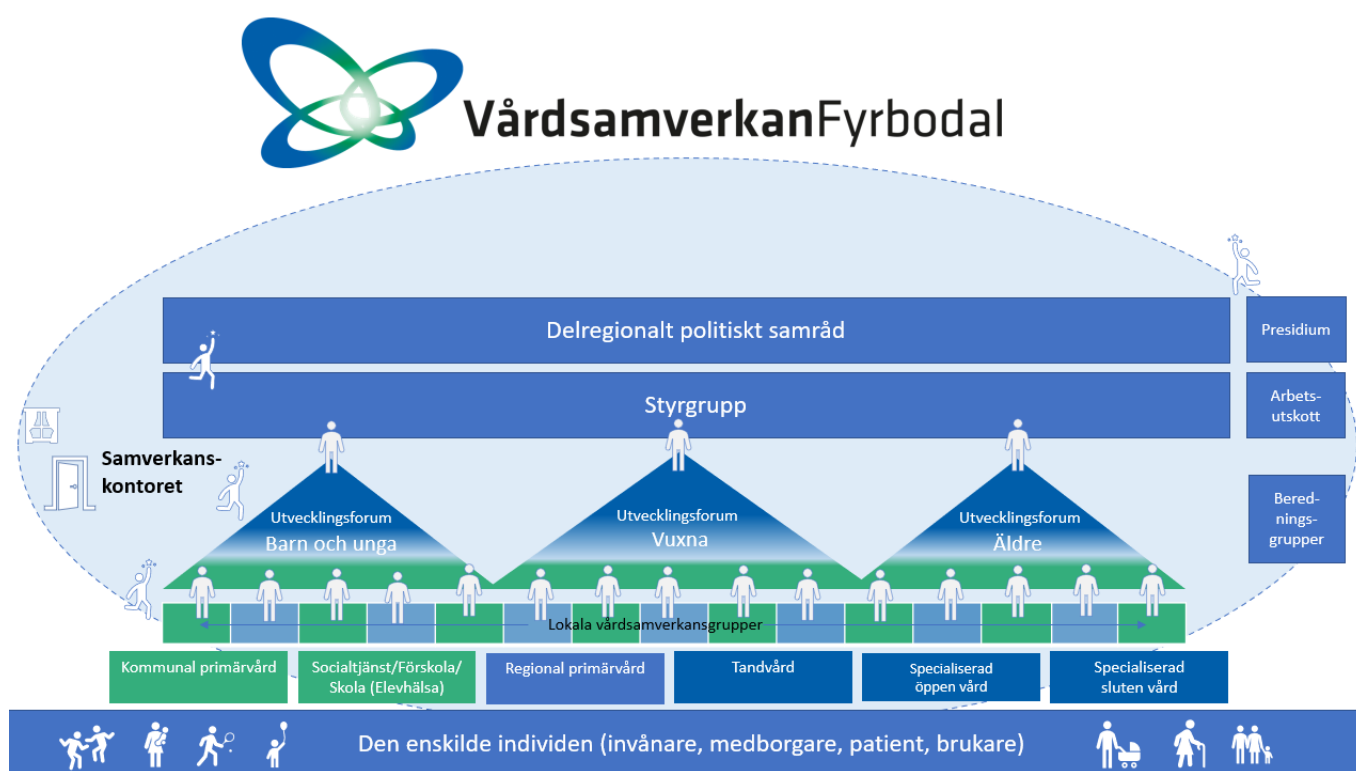 VårdsamverkanFyrbodal
Delregionalt politiskt samråd
Presidium
Styrgrupp
Arbets-
utskott
Samverkans-
kontoret
Utvecklingsforum
Barn och unga
Utvecklingsforum
Vuxna
Utvecklingsforum
Äldre
Bered-
nings-
grupper
Lokala vårdsamverkansgrupper
Kommunal primärvård
Socialtjänst/Förskola/
Skola (Elevhälsa)
Regional primärvård
Tandvård
Specialiserad
öppen vård
Specialiserad
sluten vård
Den enskilde individen (invånare, medborgare, patient, brukare)